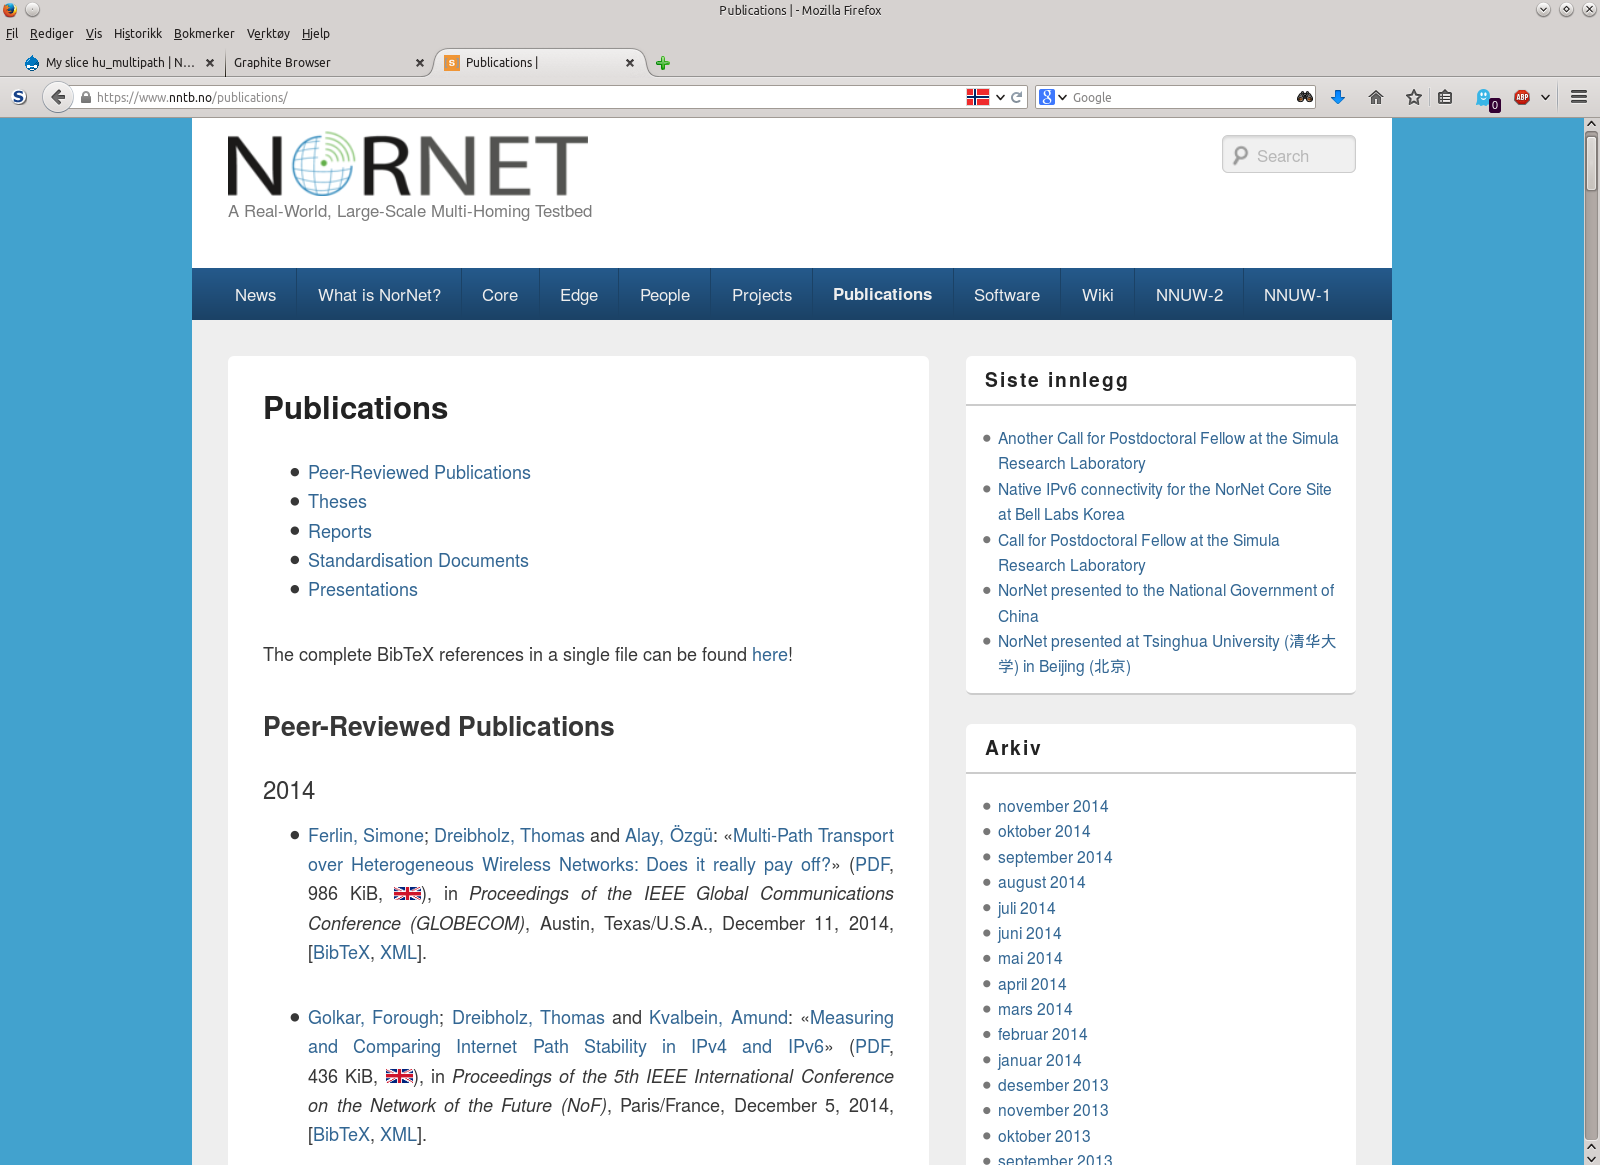 Publications | - Mozilla Firefox
Fil Rediger Vis Historikk Bokmerker Verktøy Hjelp
My slice hu_multipath | N...
Graphite Browser
S Publications |
S https://www.nntb.no/publications/
8 Google
0 ABP
NORNET
A Real-World, Large-Scale Multi-Homing Testbed
Search
News What is NorNet? Core Edge People Projects Publications Software Wiki NNUW-2 NNUW-1
Publications
Peer-Reviewed Publications
Theses
Reports
Standardisation Documents
Presentations
The complete BibTeX references in a single file can be found here!
Peer-Reviewed Publications
2014
Ferlin, Simone; Dreibholz, Thomas and Alay, Özgü: «Multi-Path Transport
over Heterogeneous Wireless Networks: Does it really pay off?» (PDF,
986 KiB, ), in Proceedings of the IEEE Global Communications
Conference (GLOBECOM), Austin, Texas/U.S.A., December 11, 2014,
[BibTeX, XML].
Golkar, Forough; Dreibholz, Thomas and Kvalbein, Amund: «Measuring
and Comparing Internet Path Stability in IPv4 and IPv6» (PDF,
436 KiB, ), in Proceedings of the 5th IEEE International Conference
on the Network of the Future (NoF), Paris/France, December 5, 2014,
[BibTeX, XML].
Siste innlegg
Another Call for Postdoctoral Fellow at the Simula
Research Laboratory
Native IPv6 connectivity for the NorNet Core Site
at Bell Labs Korea
Call for Postdoctoral Fellow at the Simula
Research Laboratory
NorNet presented to the National Government of
China
NorNet presented at Tsinghua University (清华大
学) in Beijing (北京)
Arkiv
november 2014
oktober 2014
september 2014
august 2014
juli 2014
juni 2014
mai 2014
april 2014
mars 2014
februar 2014
januar 2014
desember 2013
november 2013
oktober 2013
september 2013